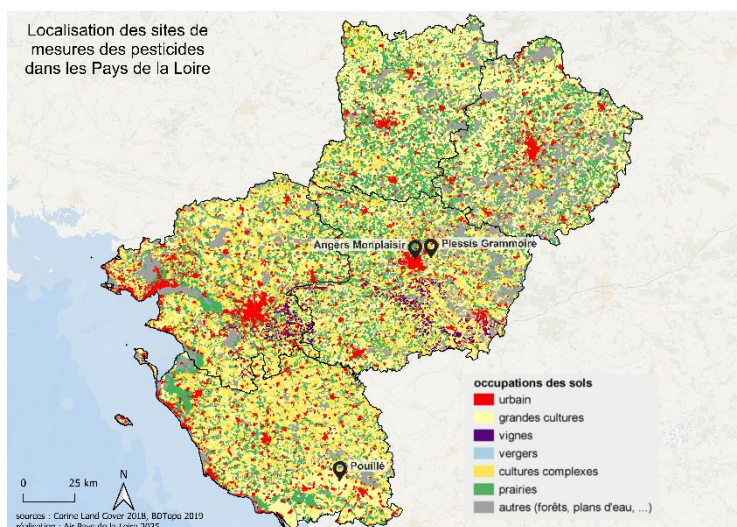 Localisation des sites de
mesures des pesticides
dans les Pays de la Loire
Angers Monplaisir
Plessis Grammoire
Pouillé
occupations des sols
urbain
grandes cultures
vignes
vergers
cultures complexes
prairies
autres (forêts, plans d'eau, ...)
N
0 25 km
sources : Corine Land Cover 2018, BDTopo 2019
réalisation : Air Pays de la Loire 2025